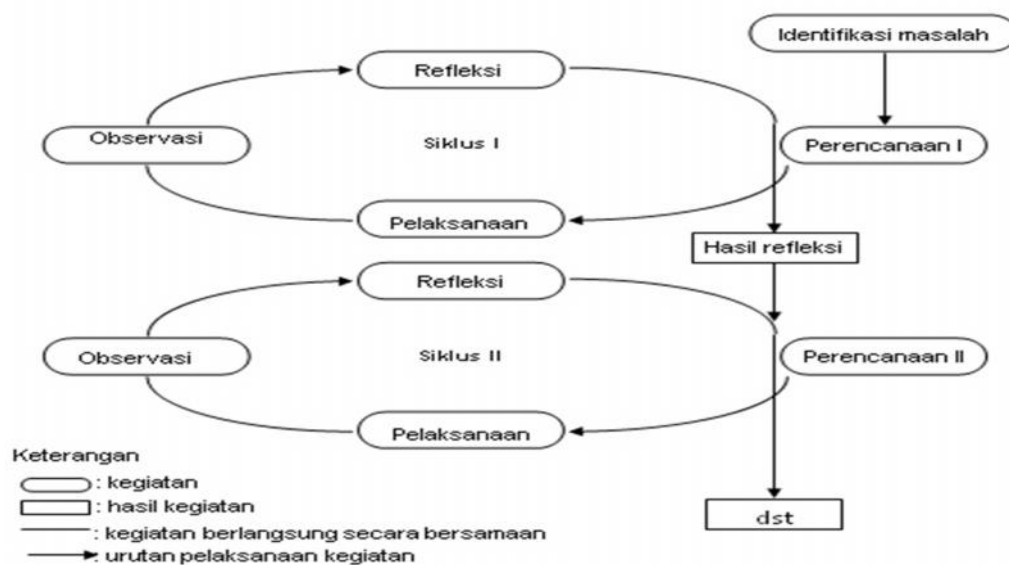 Identifikasi masalah
Refleksi
Observasi
Siklus I
Perencanaan I
Pelaksanaan
Hasil refleksi
Refleksi
Observasi
Siklus II
Perencanaan II
Pelaksanaan
Keterangan
: kegiatan
: hasil kegiatan
: kegiatan berlangsung secara bersamaan
: urutan pelaksanaan kegiatan
dst